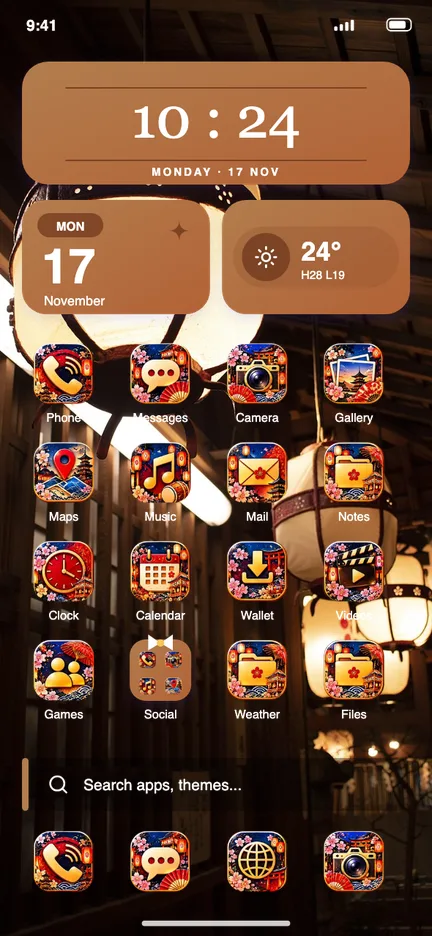 9:41
10 : 24
MONDAY · 17 NOV
MON
17
November
24°
H28 L19
Phone
Messages
Camera
Gallery
Maps
Music
Mail
Notes
Clock
Calendar
Wallet
Video
Games
Social
Weather
Files
Search apps, themes...